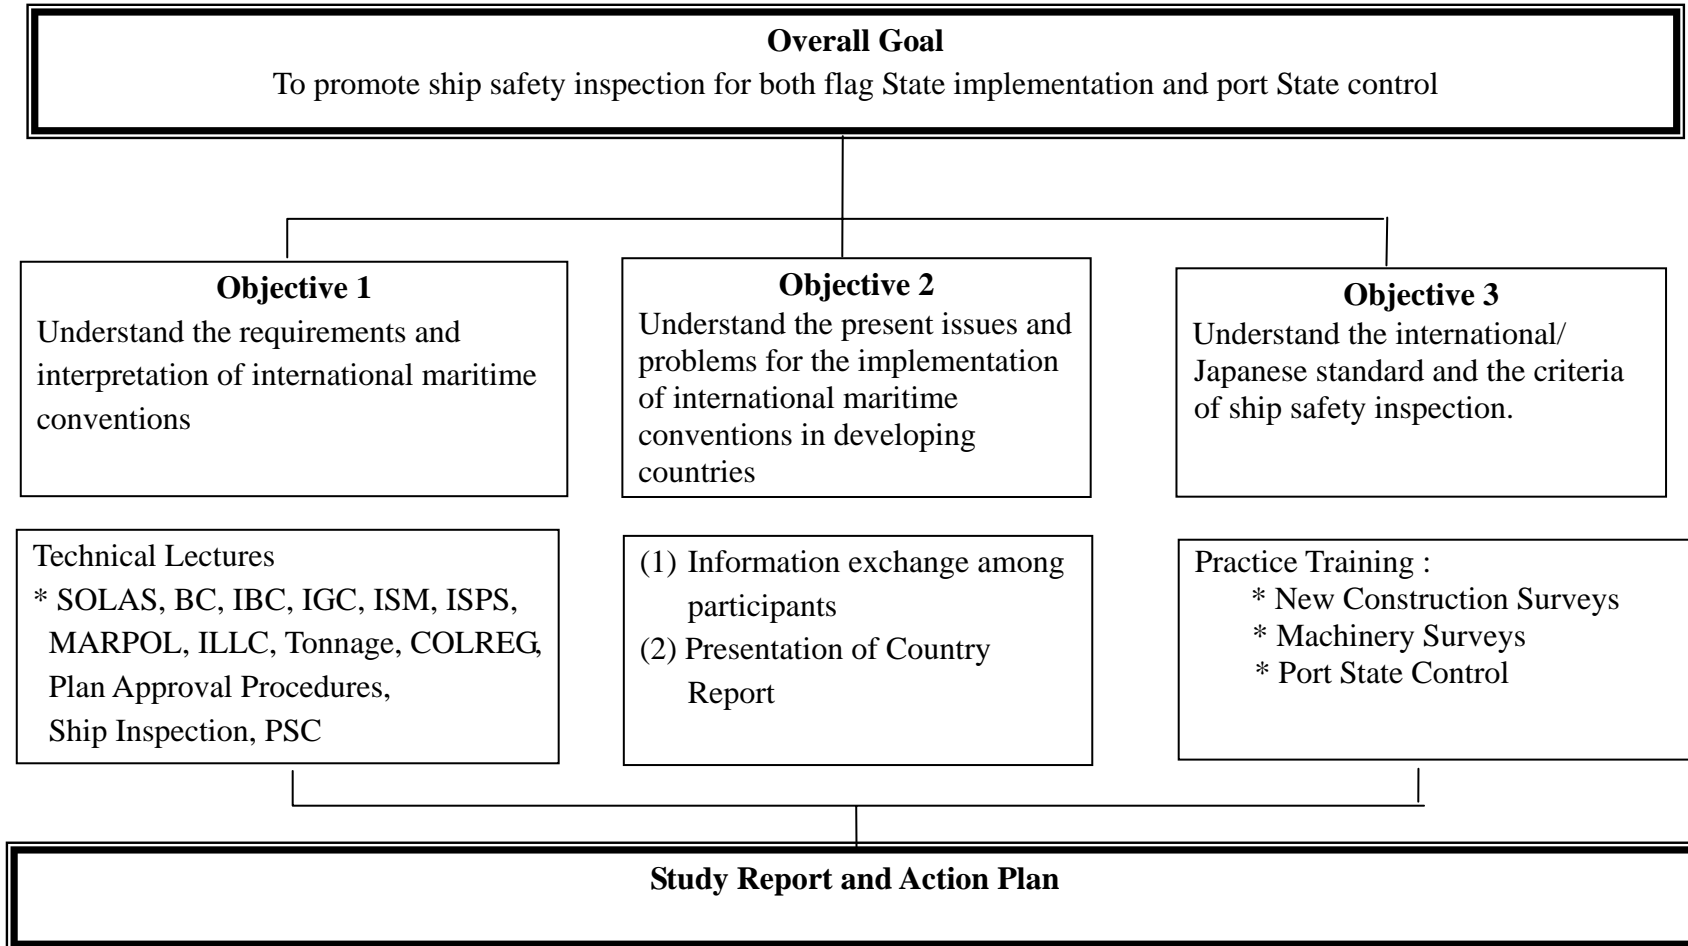 Overall Goal
To promote ship safety inspection for both flag State implementation and port State control
Objective 1
Understand the requirements and
interpretation of international maritime
conventions
Objective 2
Understand the present issues and
problems for the implementation
of international maritime
conventions in developing
countries
Objective 3
Understand the international/
Japanese standard and the criteria
of ship safety inspection.
Technical Lectures
* SOLAS, BC, IBC, IGC, ISM, ISPS,
MARPOL, ILLC, Tonnage, COLREG,
Plan Approval Procedures,
Ship Inspection, PSC
(1) Information exchange among
participants
(2) Presentation of Country
Report
Practice Training :
* New Construction Surveys
* Machinery Surveys
* Port State Control
Study Report and Action Plan